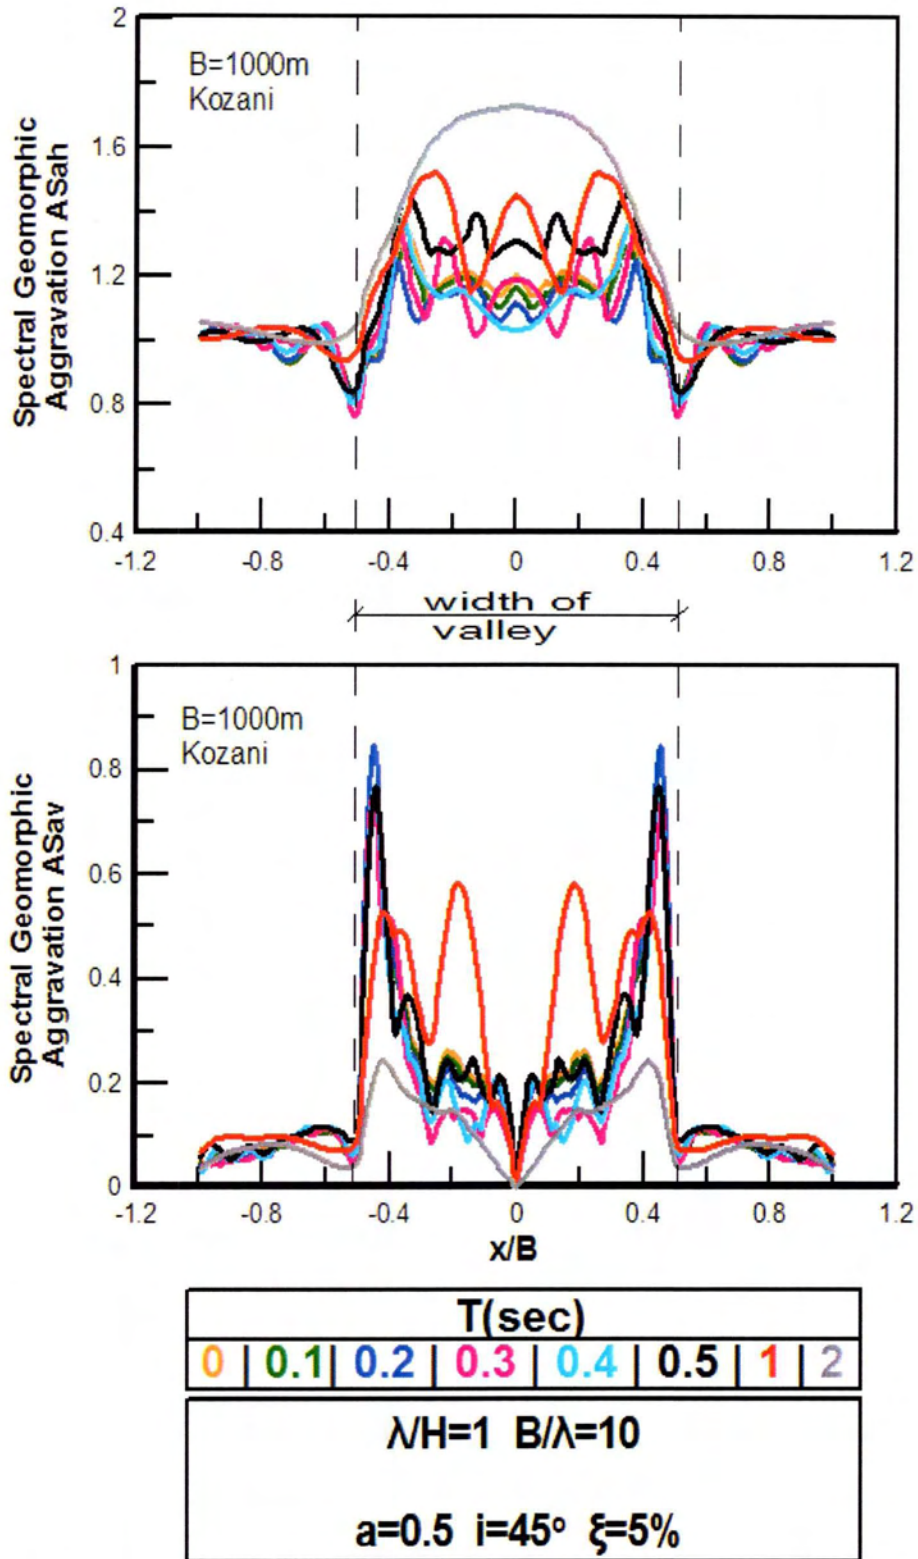 2
B=1000m
Kozani
1.6
Spectral Geomorphic
Aggravation ASah
1.2
0.8
0.4
-1.2 -0.8 -0.4 0 0.4 0.8 1.2
width of
valley
1
B=1000m
Kozani
0.8
Spectral Geomorphic
Aggravation ASav
0.6
0.4
0.2
0
-1.2 -0.8 -0.4 0 0.4 0.8 1.2
x/B
T(sec)
0 | 0.1 | 0.2 | 0.3 | 0.4 | 0.5 | 1 | 2
λ/H=1 B/λ=10
a=0.5 i=45° ξ=5%